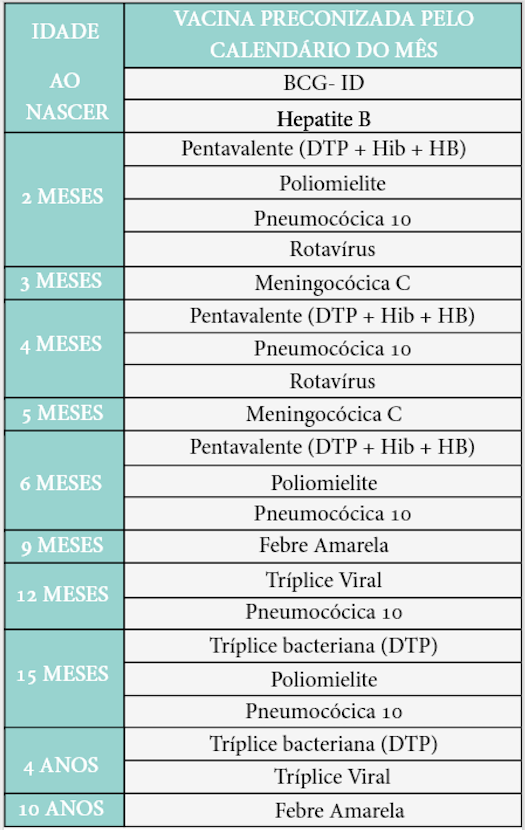 IDADE
VACINA PRECONIZADA PELO
CALENDÁRIO DO MÊS
AO
NASCER
BCG- ID
Hepatite B
2 MESES
Pentavalente (DTP + Hib + HB)
Poliomielite
Pneumocócica 10
Rotavírus
3 MESES
Meningocócica C
4 MESES
Pentavalente (DTP + Hib + HB)
Pneumocócica 10
Rotavírus
5 MESES
Meningocócica C
6 MESES
Pentavalente (DTP + Hib + HB)
Poliomielite
Pneumocócica 10
9 MESES
Febre Amarela
12 MESES
Tríplice Viral
Pneumocócica 10
15 MESES
Tríplice bacteriana (DTP)
Poliomielite
Pneumocócica 10
4 ANOS
Tríplice bacteriana (DTP)
Tríplice Viral
10 ANOS
Febre Amarela